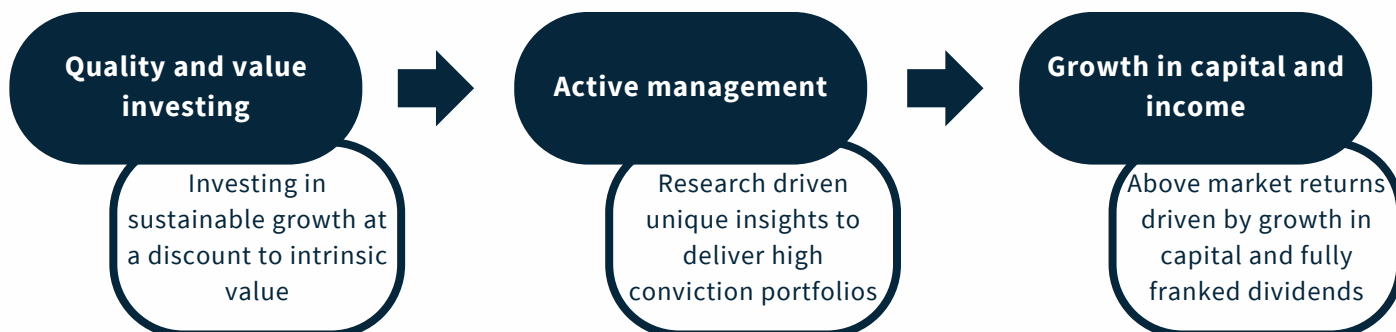 Quality and value
investing
Investing in
sustainable growth at
a discount to intrinsic
value
Active management
Research driven
unique insights to
deliver high
conviction portfolios
Growth in capital and
income
Above market returns
driven by growth in
capital and fully
franked dividends